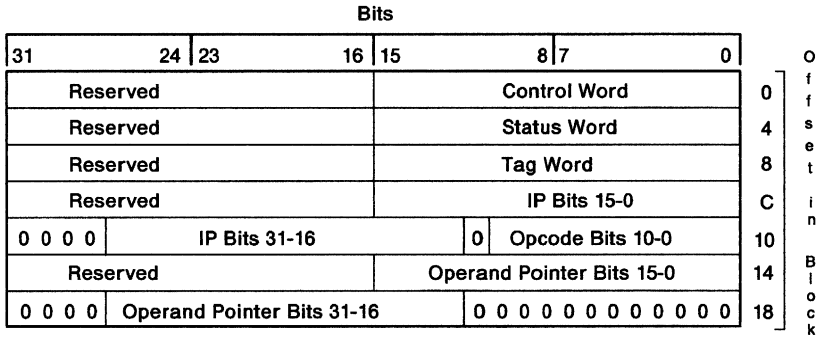 Bits
31 24 23 16 15 8 7 0
Reserved Control Word 0
Reserved Status Word 4
Reserved Tag Word 8
Reserved IP Bits 15-0 C
0 0 0 0 IP Bits 31-16 0 Opcode Bits 10-0 10
Reserved Operand Pointer Bits 15-0 14
0 0 0 0 Operand Pointer Bits 31-16 0 0 0 0 0 0 0 0 0 0 0 0 18
Offset in Block